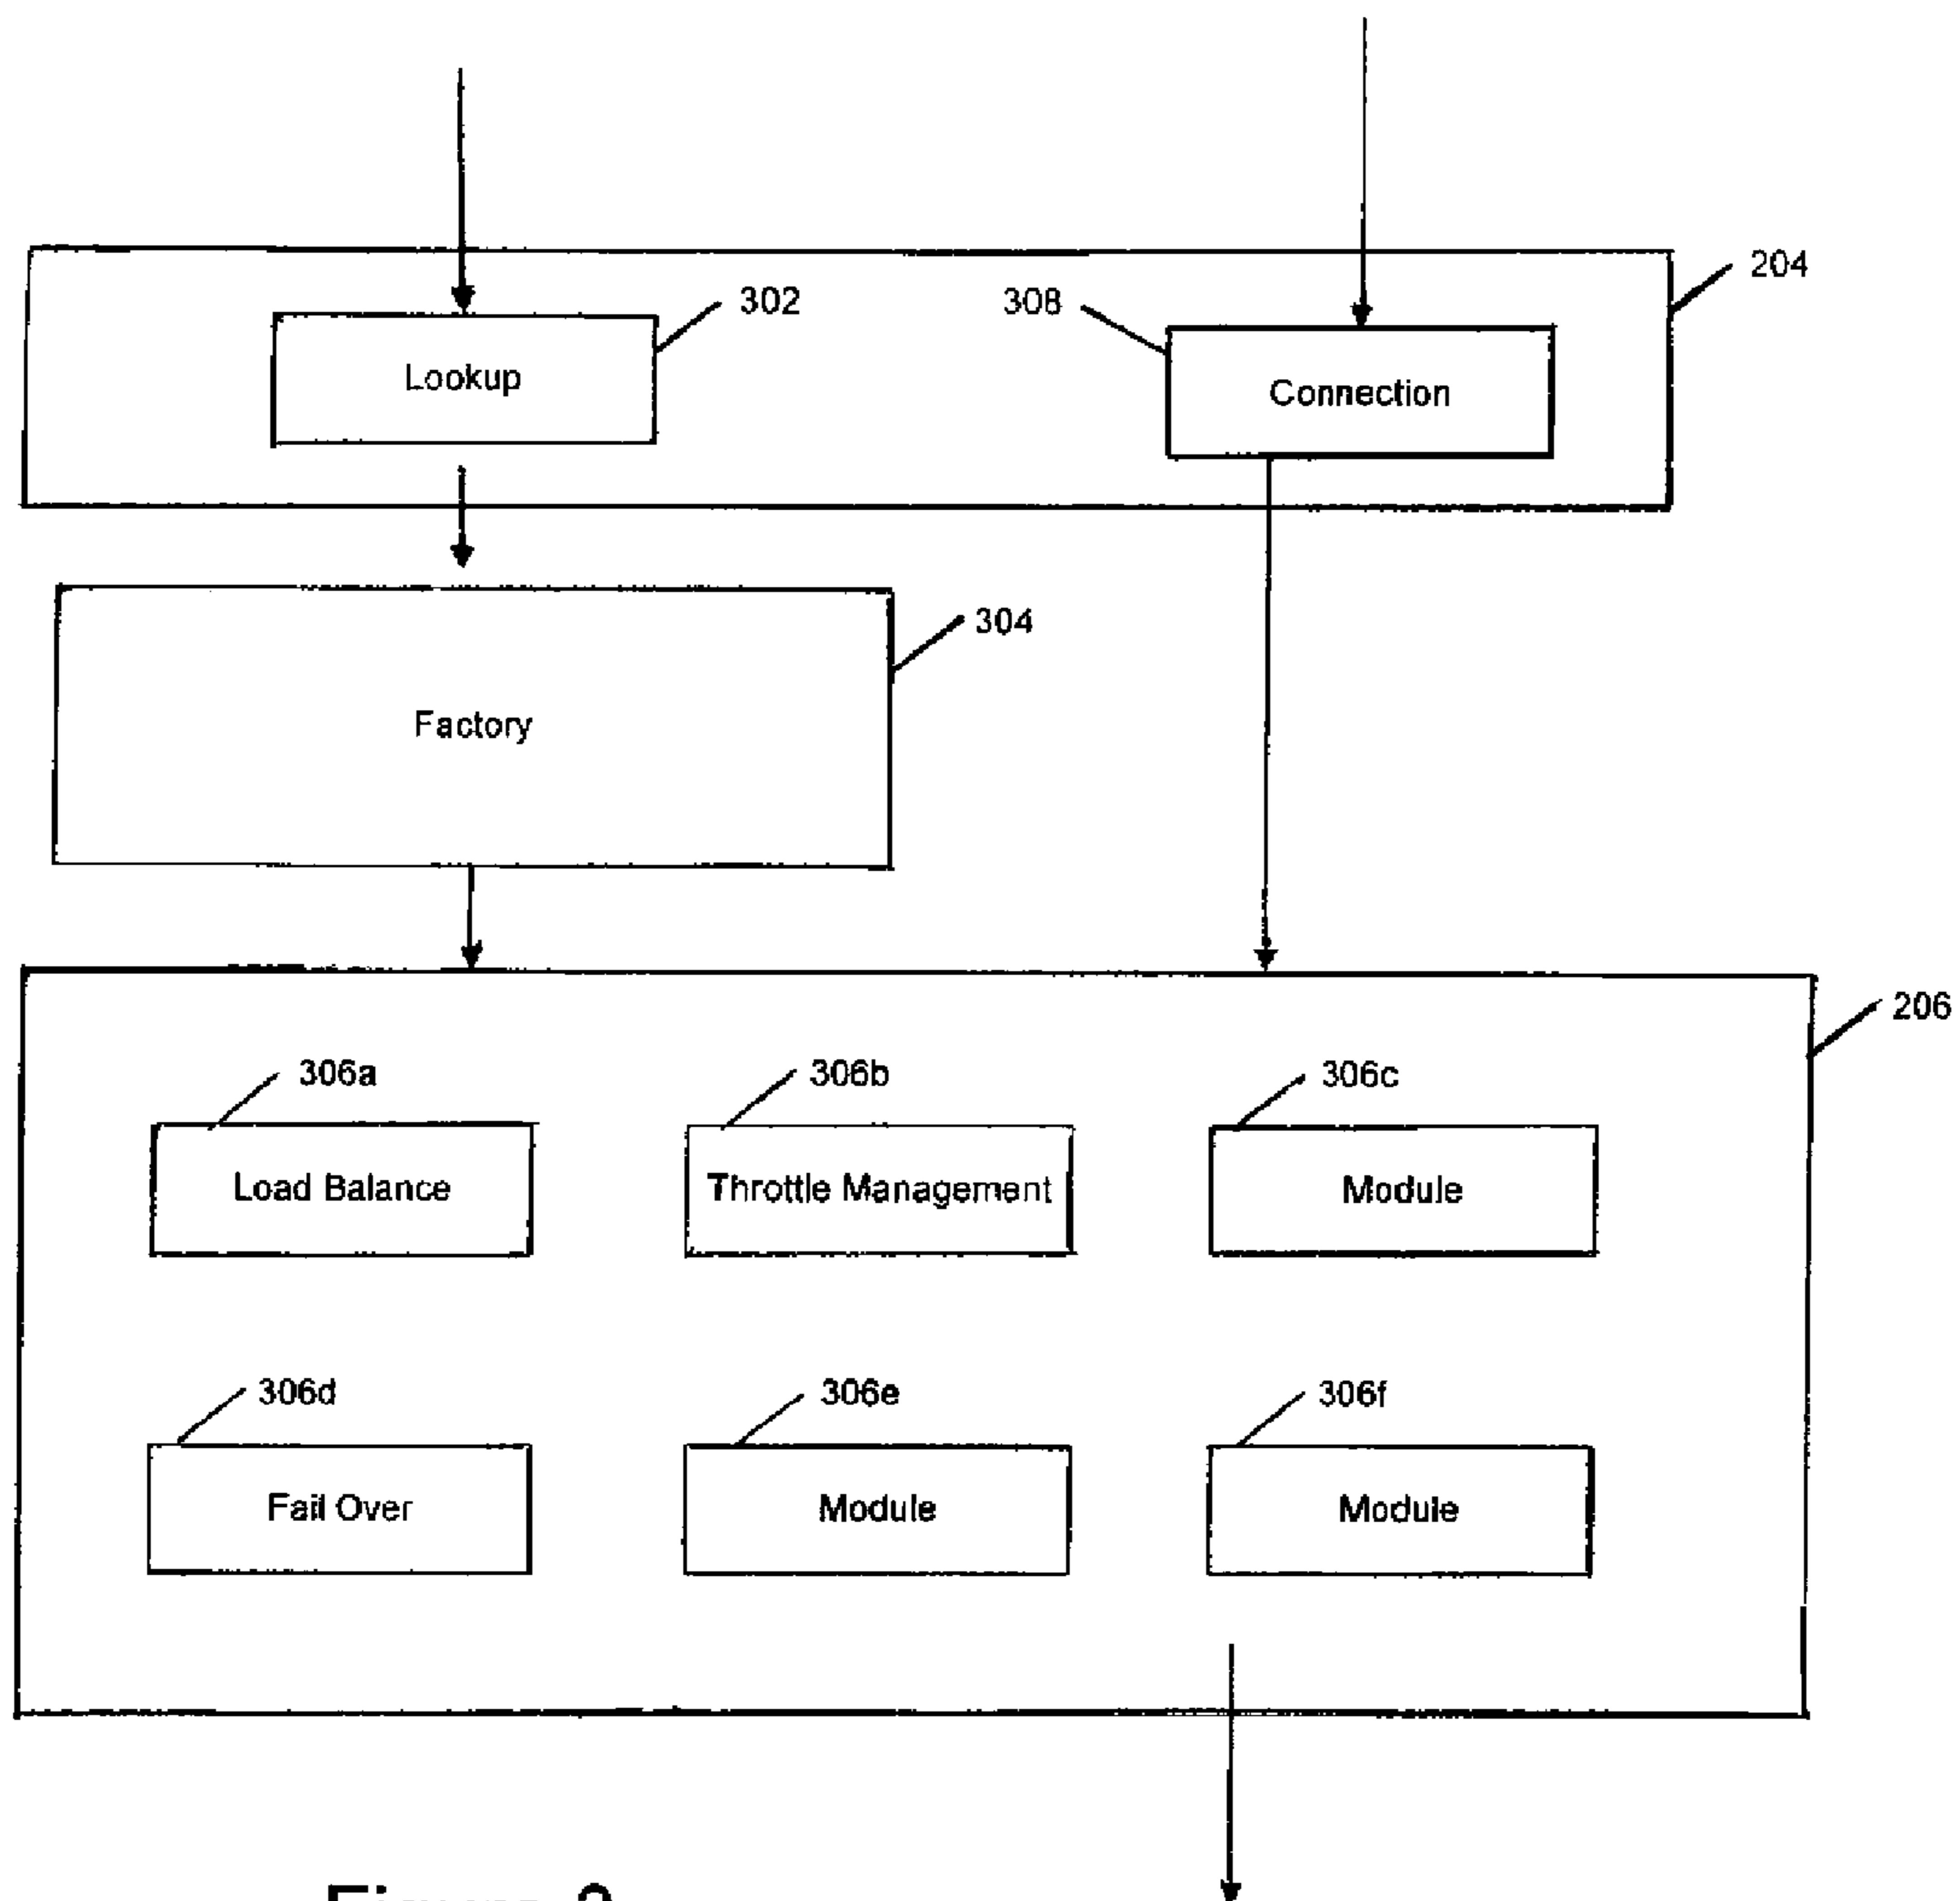 204
302
308
Lookup
Connection
304
Factory
206
306a
306b
306c
Load Balance
Throttle Management
Module
306d
306e
306f
Fail Over
Module
Module